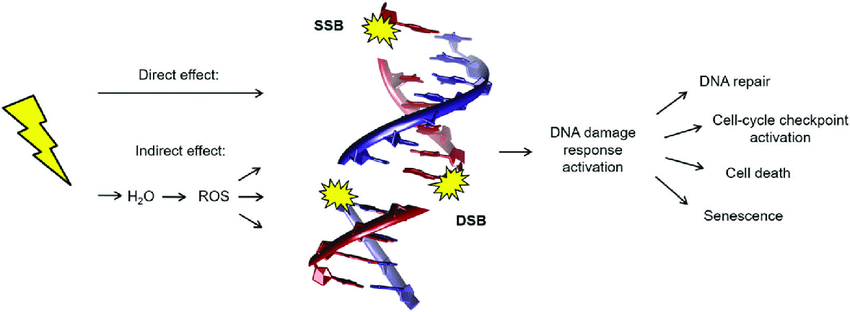 SSB
Direct effect:
Indirect effect:
H₂O
ROS
DSB
DNA damage
response
activation
DNA repair
Cell-cycle checkpoint
activation
Cell death
Senescence